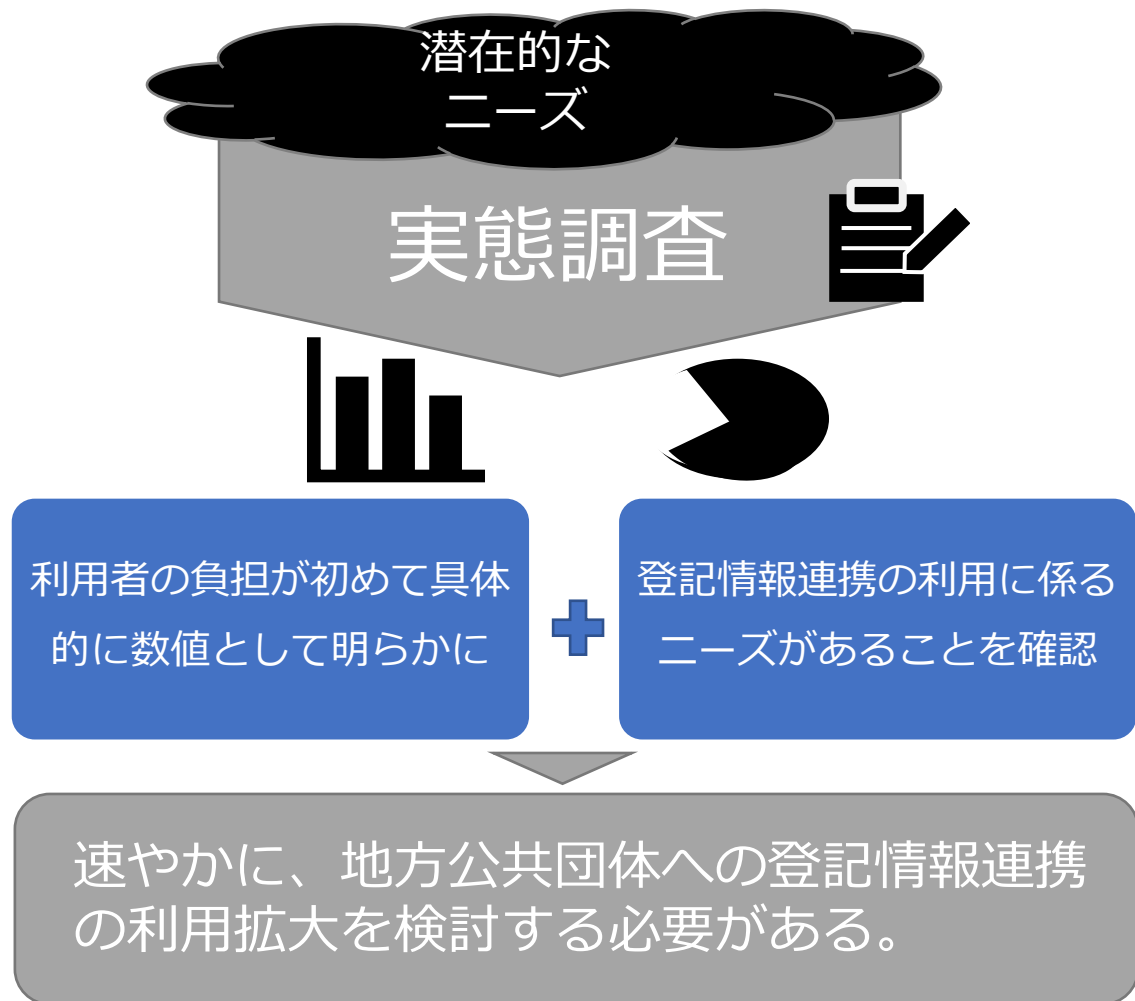 潜在的な
ニーズ
実態調査
利用者の負担が初めて具体
的に数値として明らかに
登記情報連携の利用に係る
ニーズがあることを確認
速やかに、地方公共団体への登記情報連携
の利用拡大を検討する必要がある。